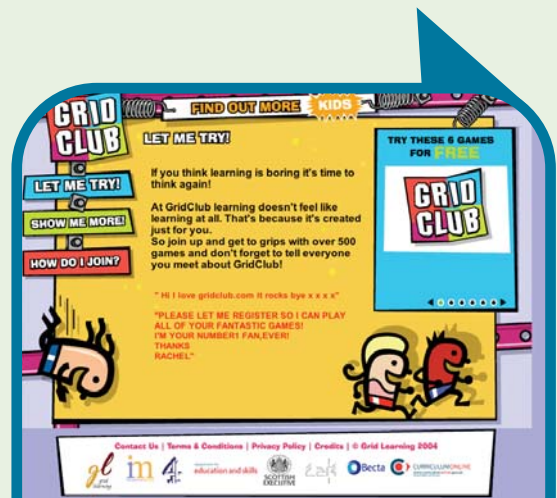 GRID
CLUB
FIND OUT MORE KIDS
LET ME TRY!
TRY THESE 6 GAMES
FOR FREE
GRID
CLUB
LET ME TRY!
SHOW ME MORE!
HOW DO I JOIN?
If you think learning is boring it's time to
think again!
At GridClub learning doesn't feel like
learning at all. That's because it's created
just for you.
So join up and get to grips with over 500
games and don't forget to tell everyone
you meet about GridClub!
" Hi I love gridclub.com it rocks bye x x x x"
"PLEASE LET ME REGISTER SO I CAN PLAY
ALL OF YOUR FANTASTIC GAMES!
I'M YOUR NUMBER1 FAN,EVER!
THANKS
RACHEL"
Contact Us | Terms & Conditions | Privacy Policy | Credits | © Grid Learning 2004
gl
grid
learning
im
4
education and skills
SCOTTISH
EXECUTIVE
Becta
CURRICULUMONLINE